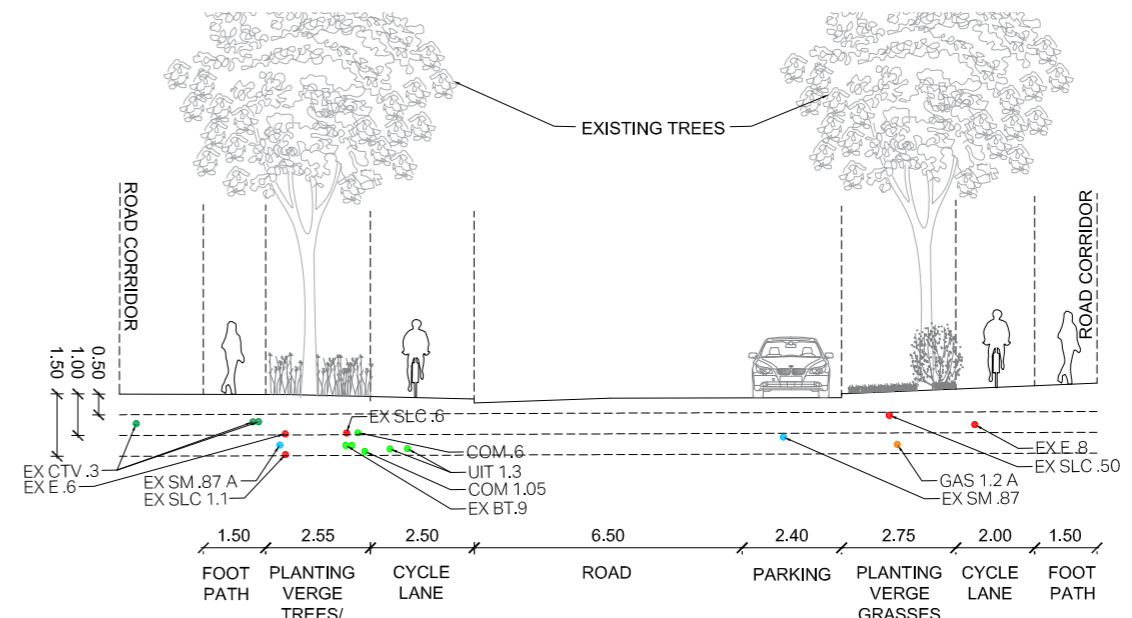 EXISTING TREES
ROAD CORRIDOR
ROAD CORRIDOR
0.50
1.00
1.50
EX SLC .6
EX CTV .3
EX E .6
EX SM .87 A
EX SLC 1.1
COM .6
UIT 1.3
COM 1.05
EX BT.9
EX E .8
EX SLC .50
GAS 1.2 A
EX SM .87
1.50 2.55 2.50 6.50 2.40 2.75 2.00 1.50
FOOT PATH
PLANTING VERGE TREES/
CYCLE LANE
ROAD
PARKING
PLANTING VERGE GRASSES
CYCLE LANE
FOOT PATH